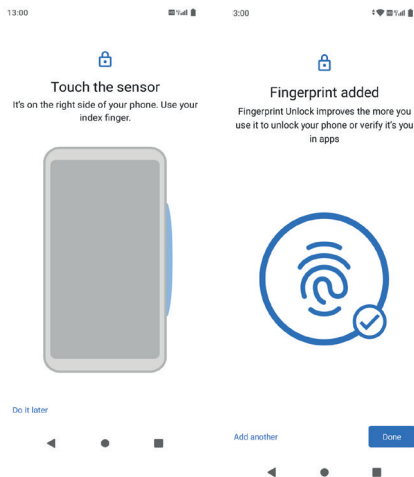 13:00
Touch the sensor
It's on the right side of your phone. Use your
index finger.
Do it later
3:00
Fingerprint added
Fingerprint Unlock improves the more you
use it to unlock your phone or verify it's you
in apps
Add another
Done